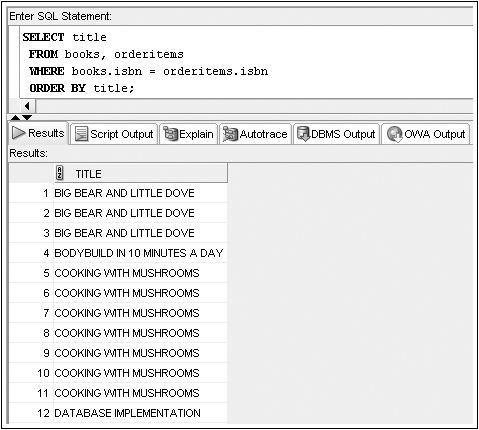 Enter SQL Statement:
SELECT title
FROM books, orderitems
WHERE books.isbn = orderitems.isbn
ORDER BY title;
Results Script Output Explain Autotrace DBMS Output OWA Output
Results:
TITLE
1 BIG BEAR AND LITTLE DOVE
2 BIG BEAR AND LITTLE DOVE
3 BIG BEAR AND LITTLE DOVE
4 BODYBUILD IN 10 MINUTES A DAY
5 COOKING WITH MUSHROOMS
6 COOKING WITH MUSHROOMS
7 COOKING WITH MUSHROOMS
8 COOKING WITH MUSHROOMS
9 COOKING WITH MUSHROOMS
10 COOKING WITH MUSHROOMS
11 COOKING WITH MUSHROOMS
12 DATABASE IMPLEMENTATION